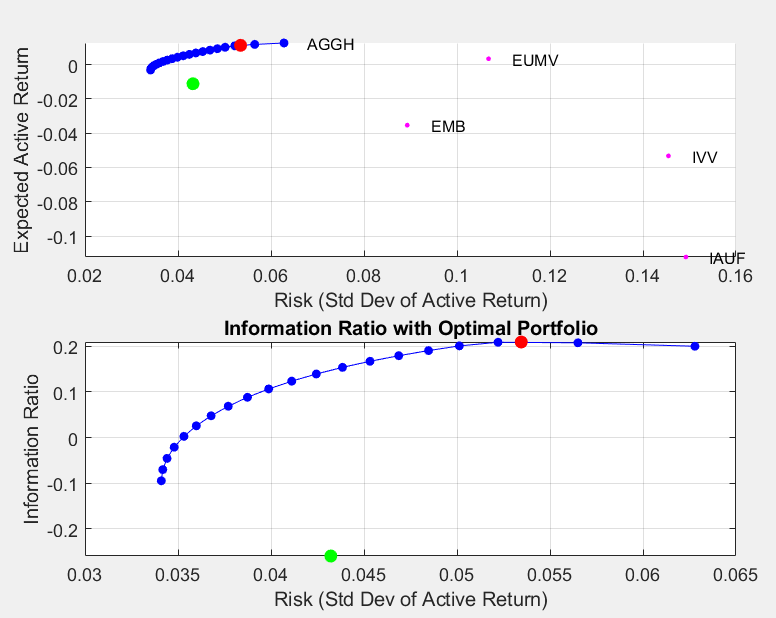 Expected Active Return
0
-0.02
-0.04
-0.06
-0.08
-0.1
AGGH
EUMV
EMB
IVV
IAUF
0.02 0.04 0.06 0.08 0.1 0.12 0.14 0.16
Risk (Std Dev of Active Return)
Information Ratio with Optimal Portfolio
Information Ratio
0.2
0.1
0
-0.1
-0.2
0.03 0.035 0.04 0.045 0.05 0.055 0.06 0.065
Risk (Std Dev of Active Return)